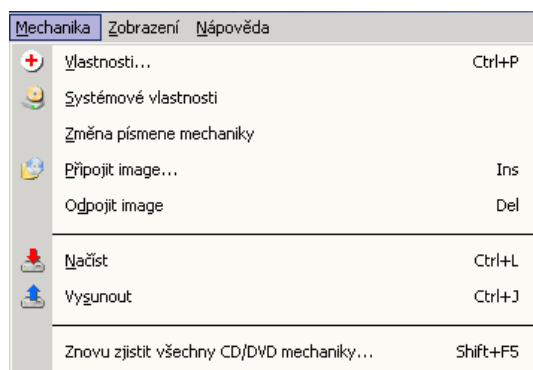 Mechanika Zobrazení Nápověda
Vlastnosti... Ctrl+P
Systémové vlastnosti
Změna písmene mechaniky
Připojit image... Ins
Odpojit image Del
Načíst Ctrl+L
Vysunout Ctrl+J
Znovu zjistit všechny CD/DVD mechaniky... Shift+F5